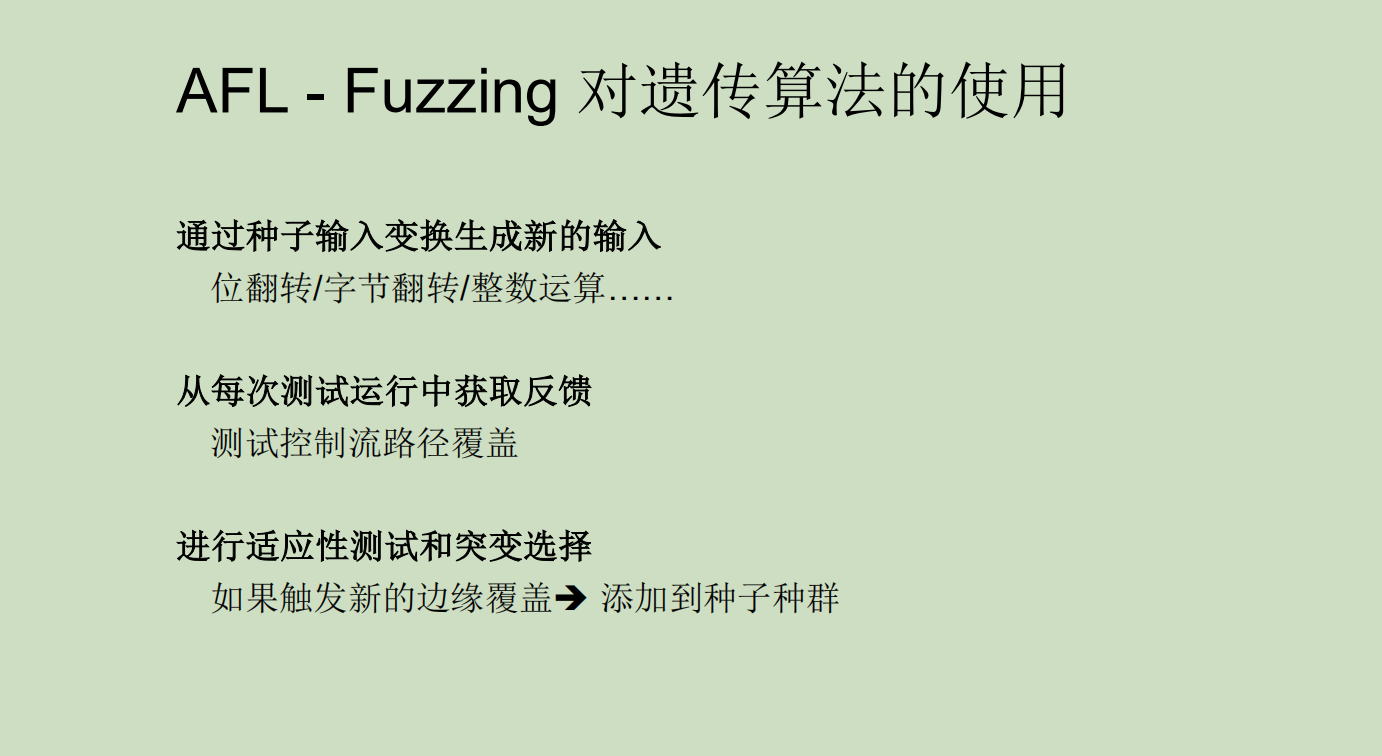 AFL - Fuzzing 对遗传算法的使用
通过种子输入变换生成新的输入
位翻转/字节翻转/整数运算……
从每次测试运行中获取反馈
测试控制流路径覆盖
进行适应性测试和突变选择
如果触发新的边缘覆盖➔ 添加到种子种群